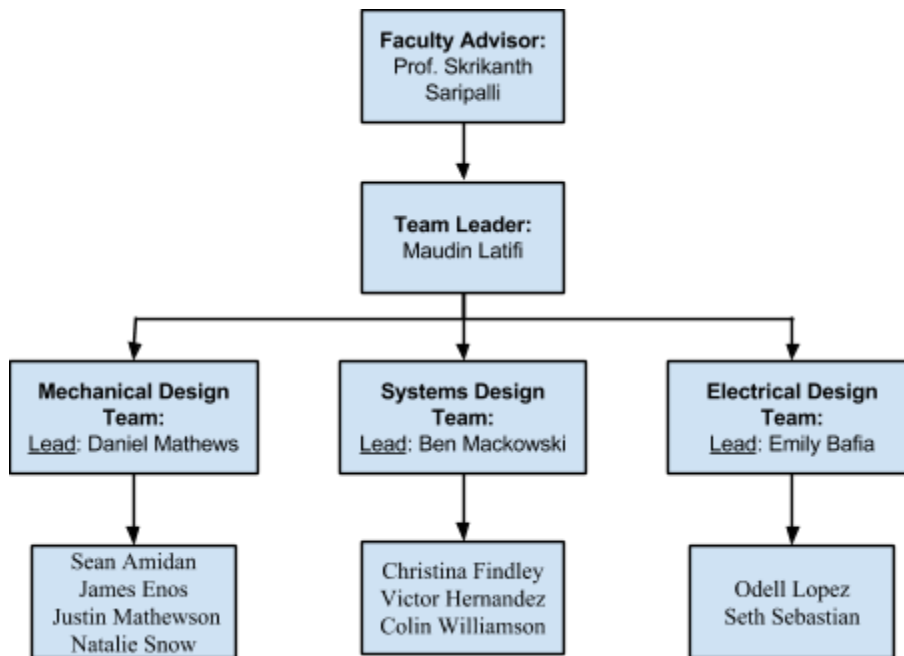 Faculty Advisor:
Prof. Skrikanth
Saripalli
Team Leader:
Maudin Latifi
Mechanical Design
Team:
Lead: Daniel Mathews
Systems Design
Team:
Lead: Ben Mackowski
Electrical Design
Team:
Lead: Emily Bafia
Sean Amidan
James Enos
Justin Mathewson
Natalie Snow
Christina Findley
Victor Hernandez
Colin Williamson
Odell Lopez
Seth Sebastian